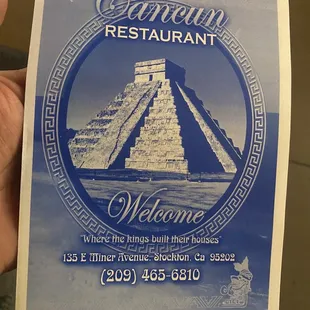 Cancun
RESTAURANT
Welcome
"Where the kings built their houses"
135 E Miner Avenue, Stockton, Ca 95202
(209) 465-6810